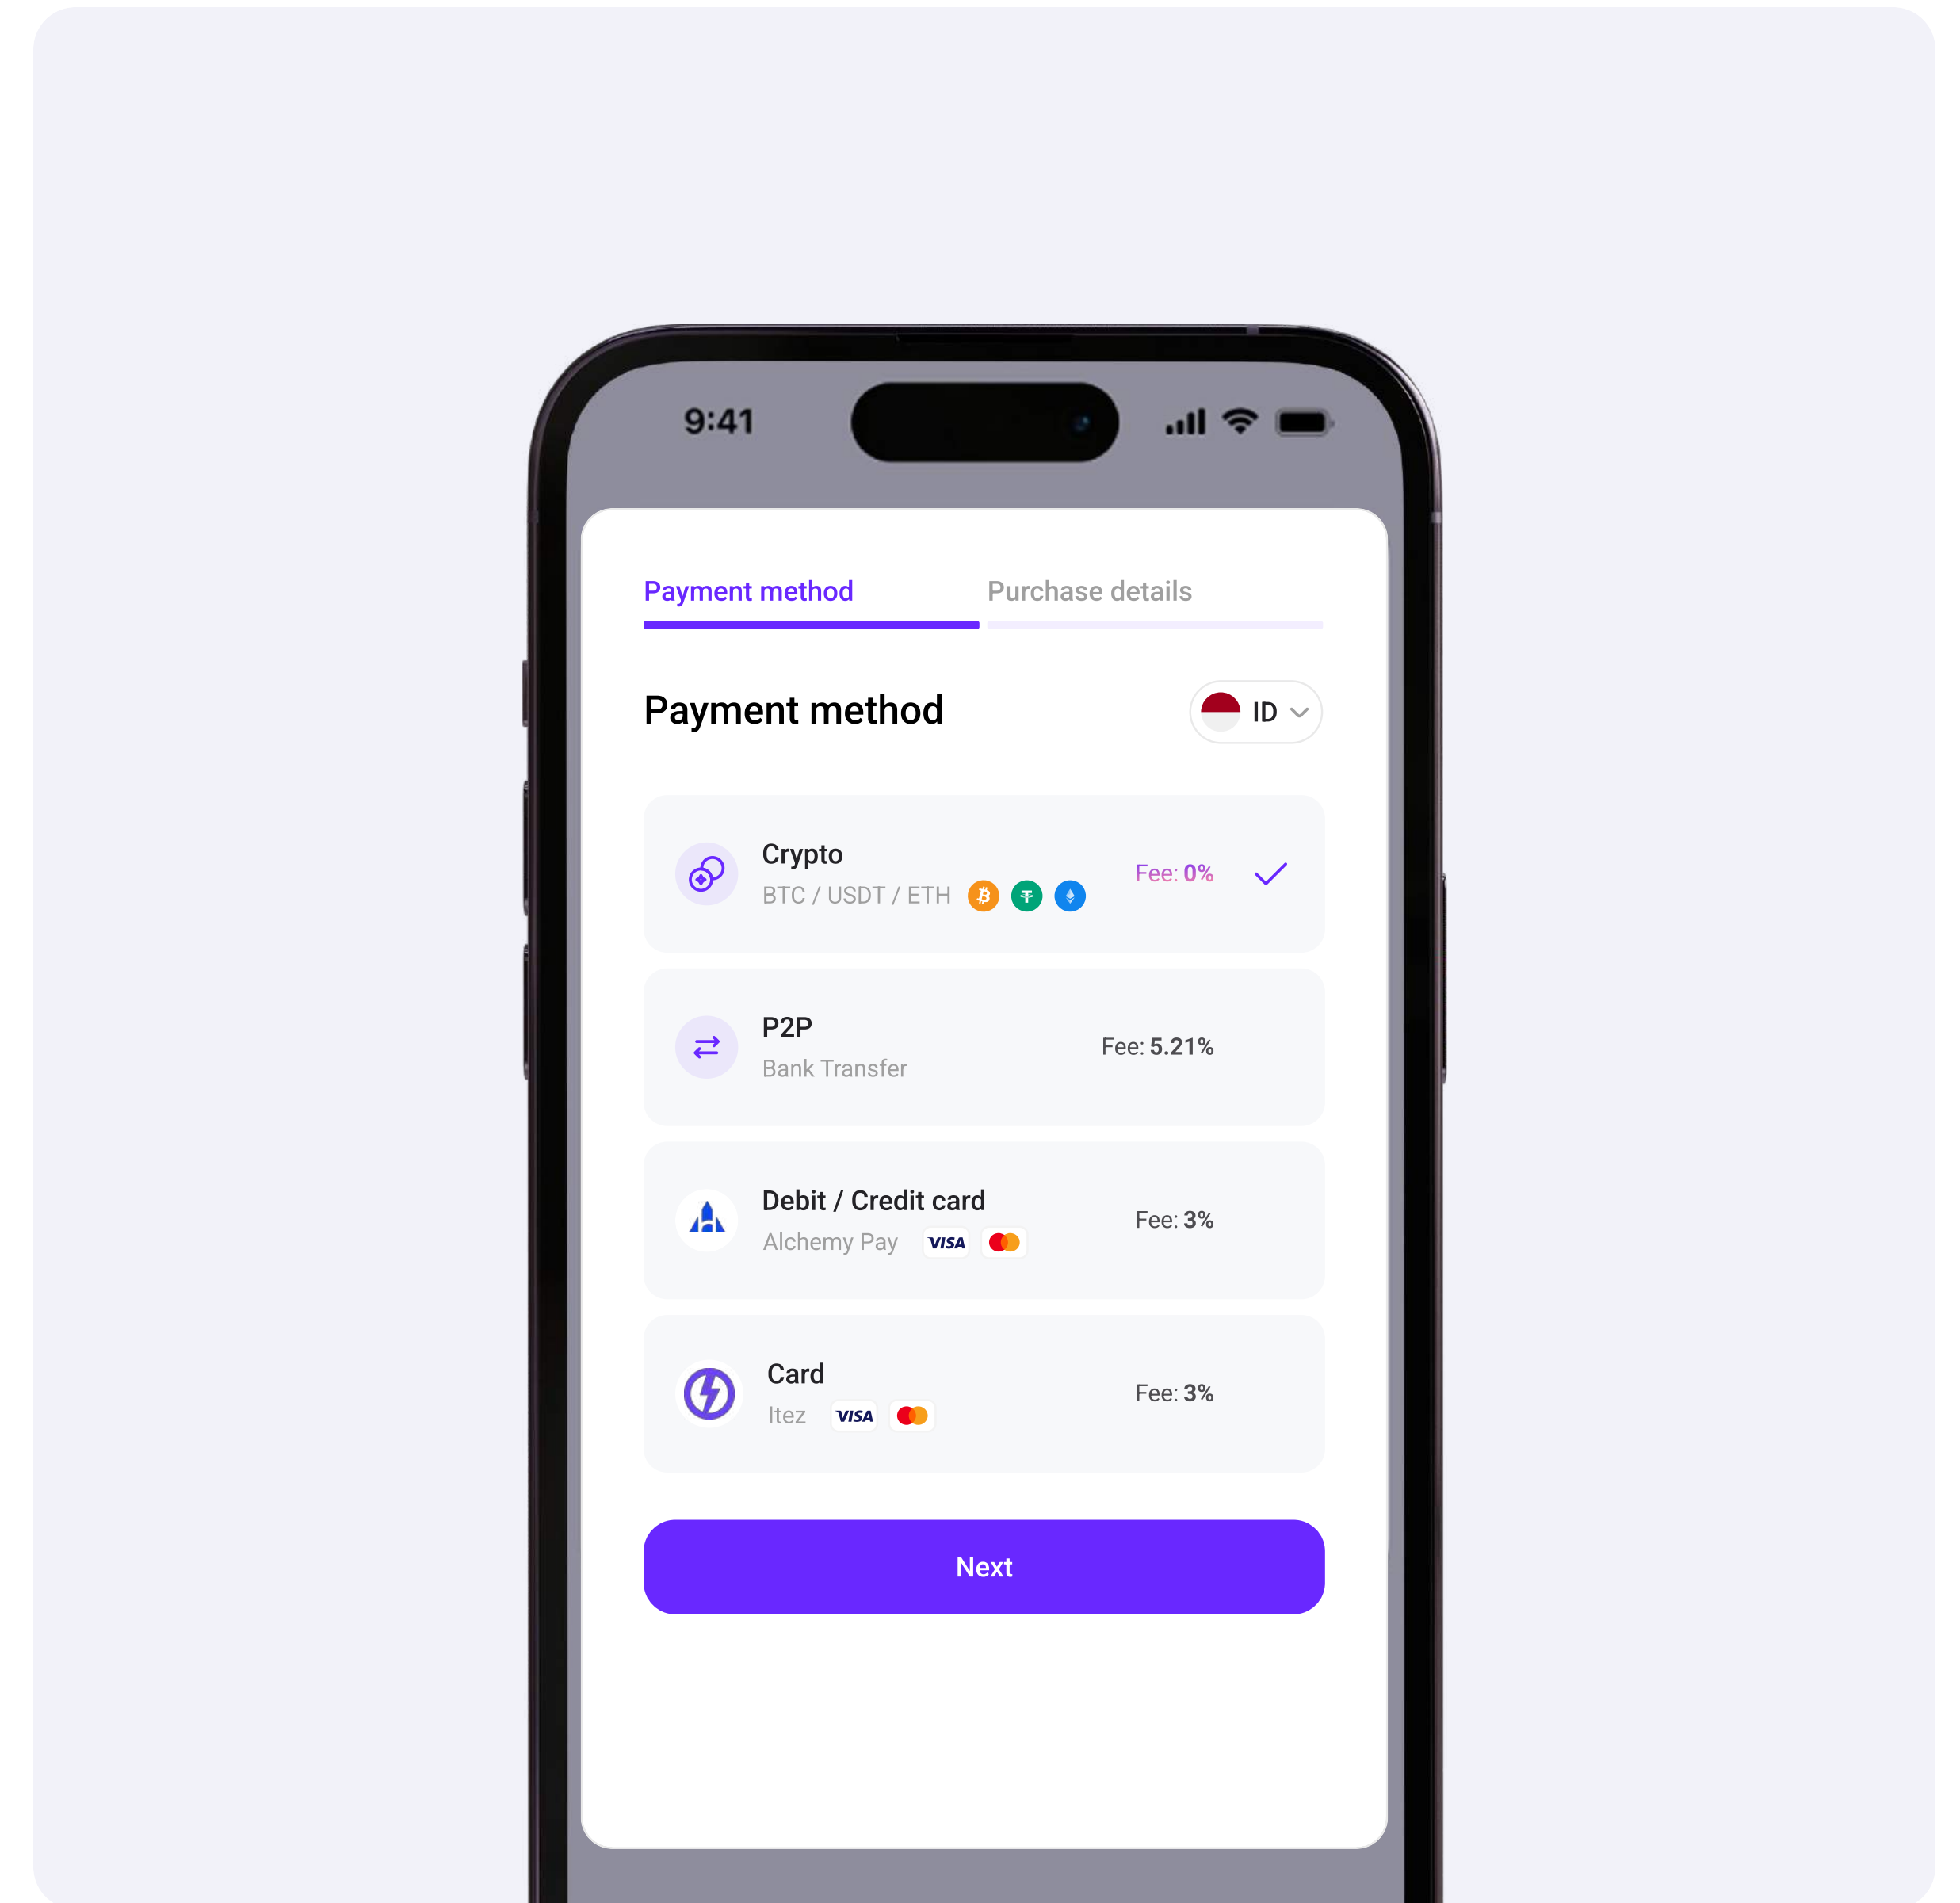 9:41
Payment method
Purchase details
Payment method
ID
Crypto
BTC / USDT / ETH
Fee: 0%
P2P
Bank Transfer
Fee: 5.21%
Debit / Credit card
Alchemy Pay VISA
Fee: 3%
Card
Itez VISA
Fee: 3%
Next